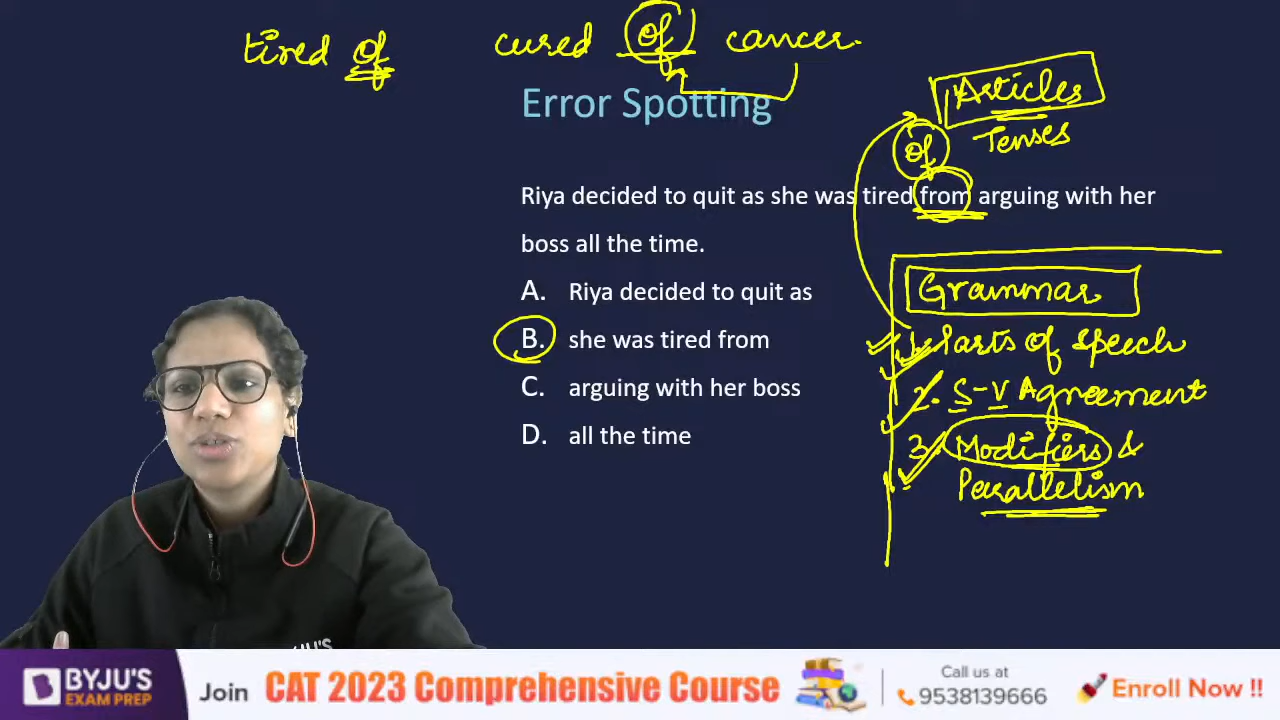 tired of cured of cancer.
Error Spotting
Articles
Tenses
of
Riya decided to quit as she was tired from arguing with her
boss all the time.
A. Riya decided to quit as
B. she was tired from
C. arguing with her boss
D. all the time
Grammar
1. Parts of Speech
2. S-V Agreement
3. Modifiers &
Parallelism
BYJU'S
BYJU'S
EXAM PREP
Join CAT 2023 Comprehensive Course
Call us at
9538139666
Enroll Now !!